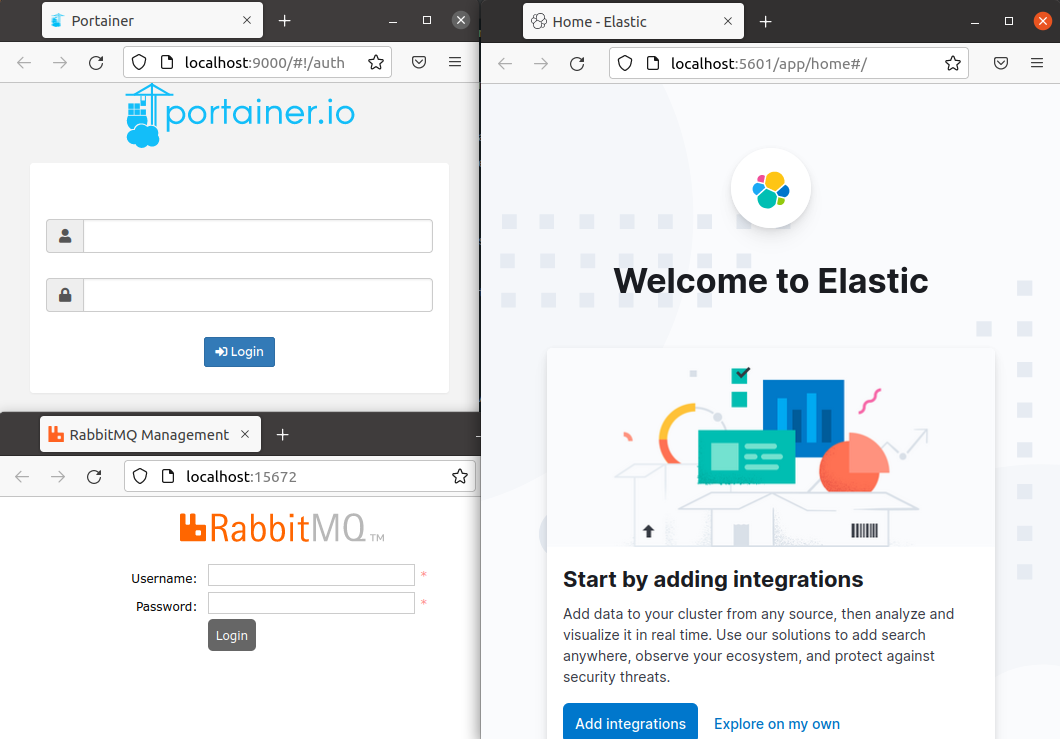 Portainer
localhost:9000/#!/auth
portainer.io
Login
RabbitMQ Management
localhost:15672
RabbitMQ TM
Username: *
Password: *
Login
Home - Elastic
localhost:5601/app/home#/
Welcome to Elastic
Start by adding integrations
Add data to your cluster from any source, then analyze and
visualize it in real time. Use our solutions to add search
anywhere, observe your ecosystem, and protect against
security threats.
Add integrations
Explore on my own